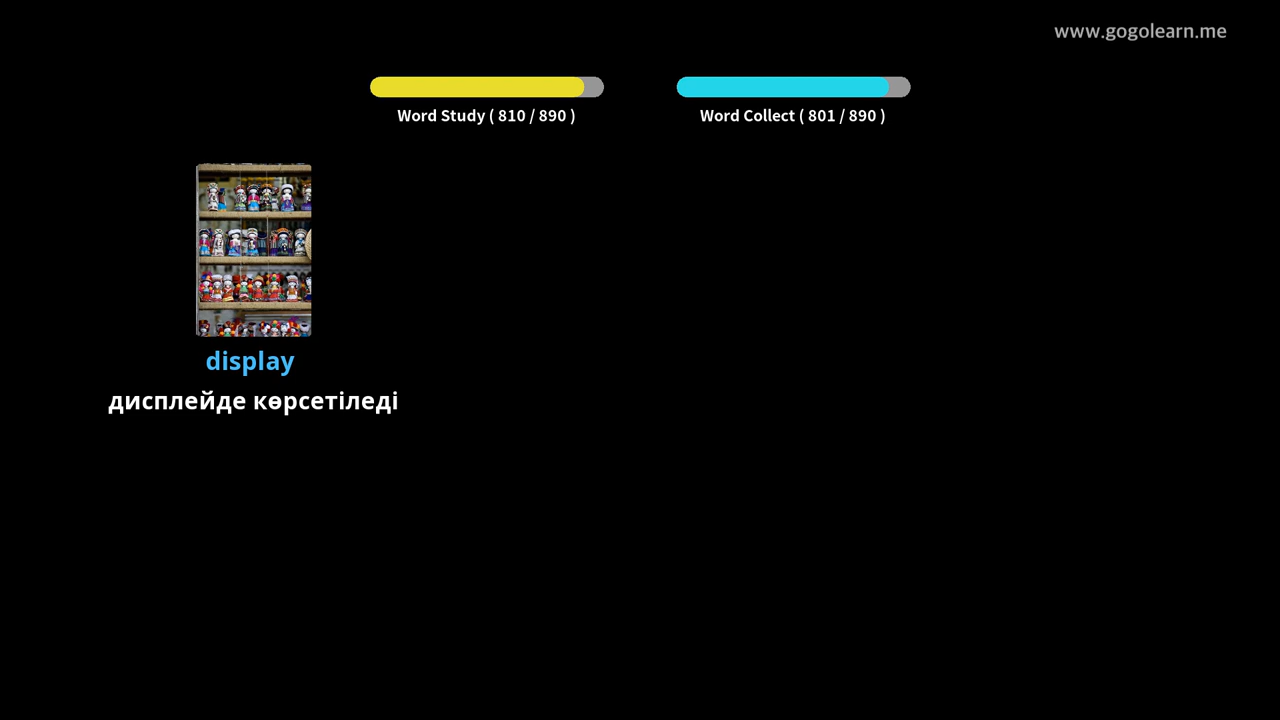 www.gogolearn.me
Word Study ( 810 / 890 )
Word Collect ( 801 / 890 )
display
дисплейде көрсетіледі